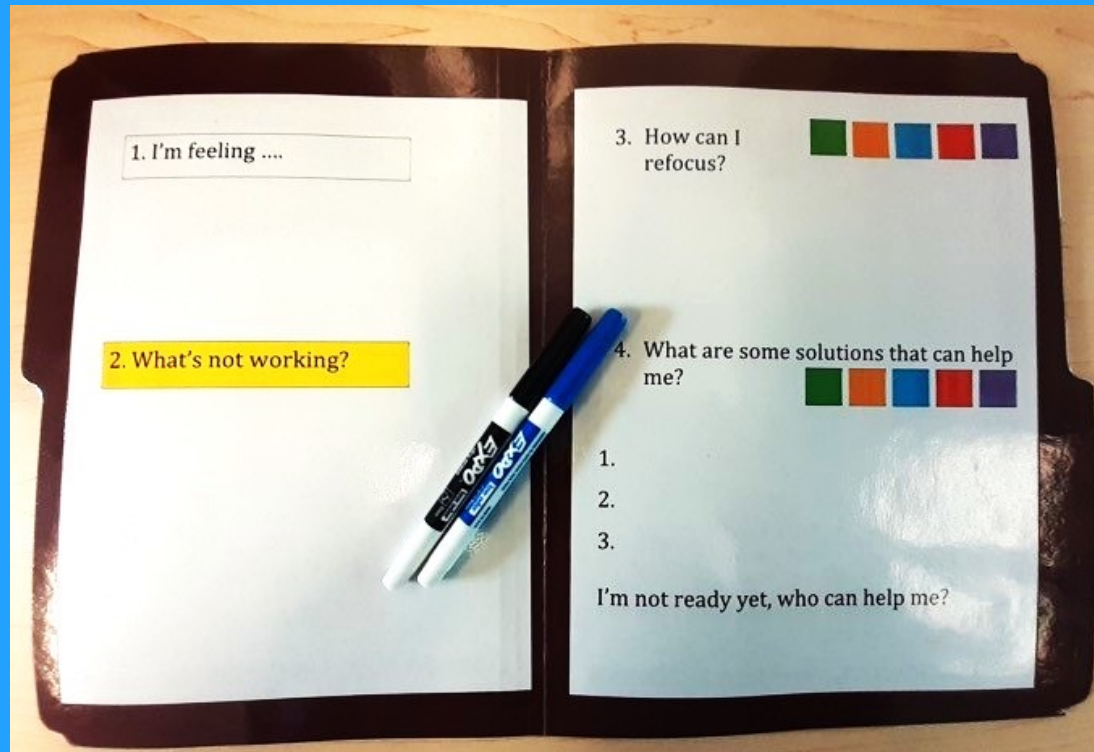 1. I'm feeling ....
2. What's not working?
3. How can I
refocus?
4. What are some solutions that can help
me?
1.
2.
3.
I'm not ready yet, who can help me?
EXPO
EXPO